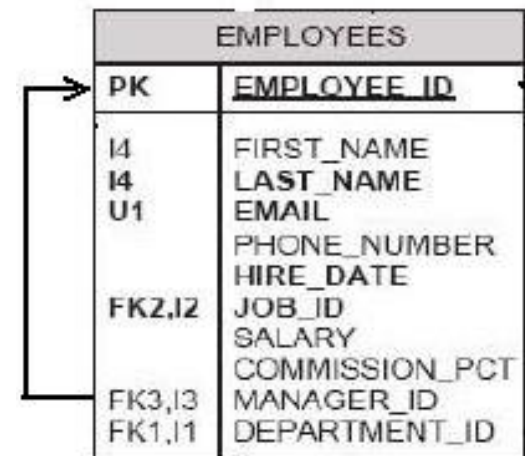 EMPLOYEES
PK EMPLOYEE_ID
I4 FIRST_NAME
I4 LAST_NAME
U1 EMAIL
PHONE_NUMBER
HIRE_DATE
FK2,I2 JOB_ID
SALARY
COMMISSION_PCT
FK3,I3 MANAGER_ID
FK1,I1 DEPARTMENT_ID